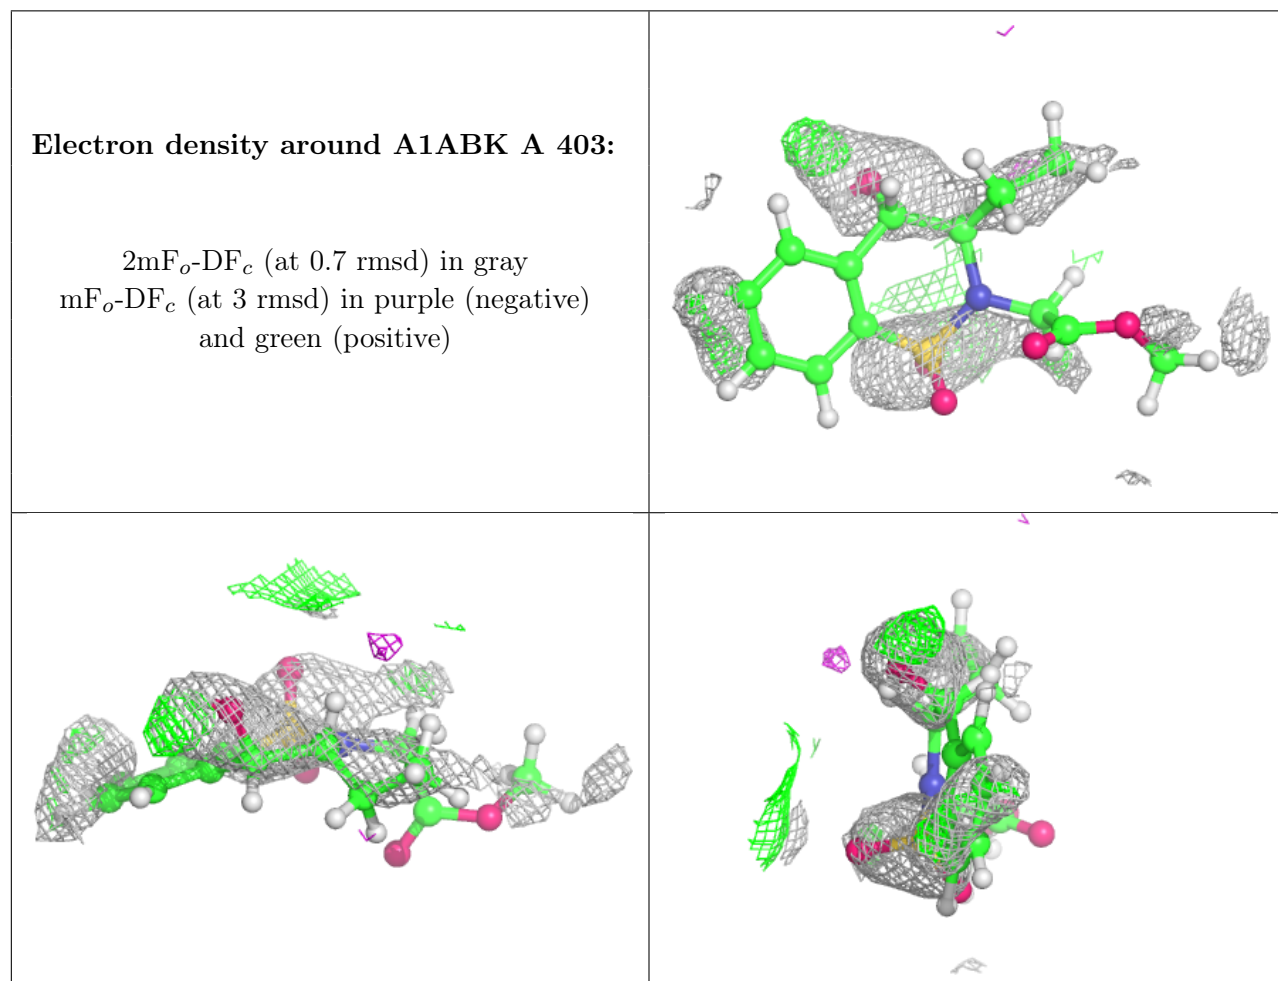 Electron density around A1ABK A 403:
2mFo-DFc (at 0.7 rmsd) in gray
mFo-DFc (at 3 rmsd) in purple (negative)
and green (positive)